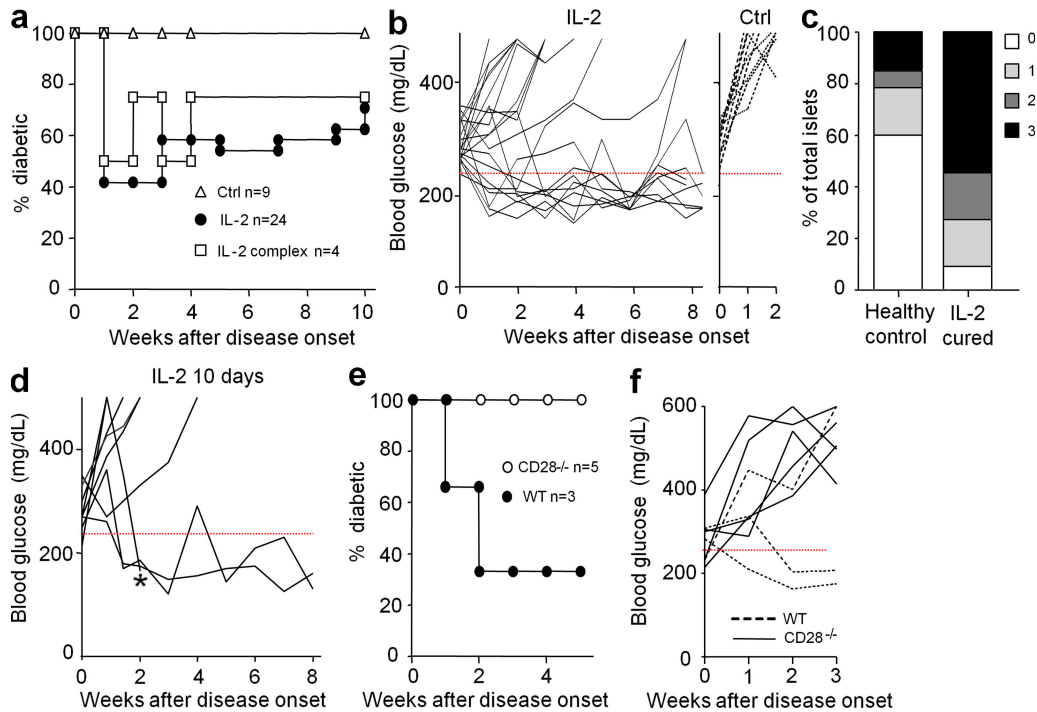 a
% diabetic
100
80
60
40
20
0
Ctrl n=9
IL-2 n=24
IL-2 complex n=4
0 2 4 6 8 10
Weeks after disease onset
b
IL-2 Ctrl
Blood glucose (mg/dL)
400
200
0
0 2 4 6 8
0 1 2
Weeks after disease onset
c
% of total islets
100
80
60
40
20
0
0
1
2
3
Healthy control
IL-2 cured
d
IL-2 10 days
Blood glucose (mg/dL)
400
200
0
*
0 2 4 6 8
Weeks after disease onset
e
% diabetic
100
80
60
40
20
0
CD28-/- n=5
WT n=3
0 2 4
Weeks after disease onset
f
Blood glucose (mg/dL)
600
400
200
0
WT
CD28-/-
0 1 2 3
Weeks after disease onset